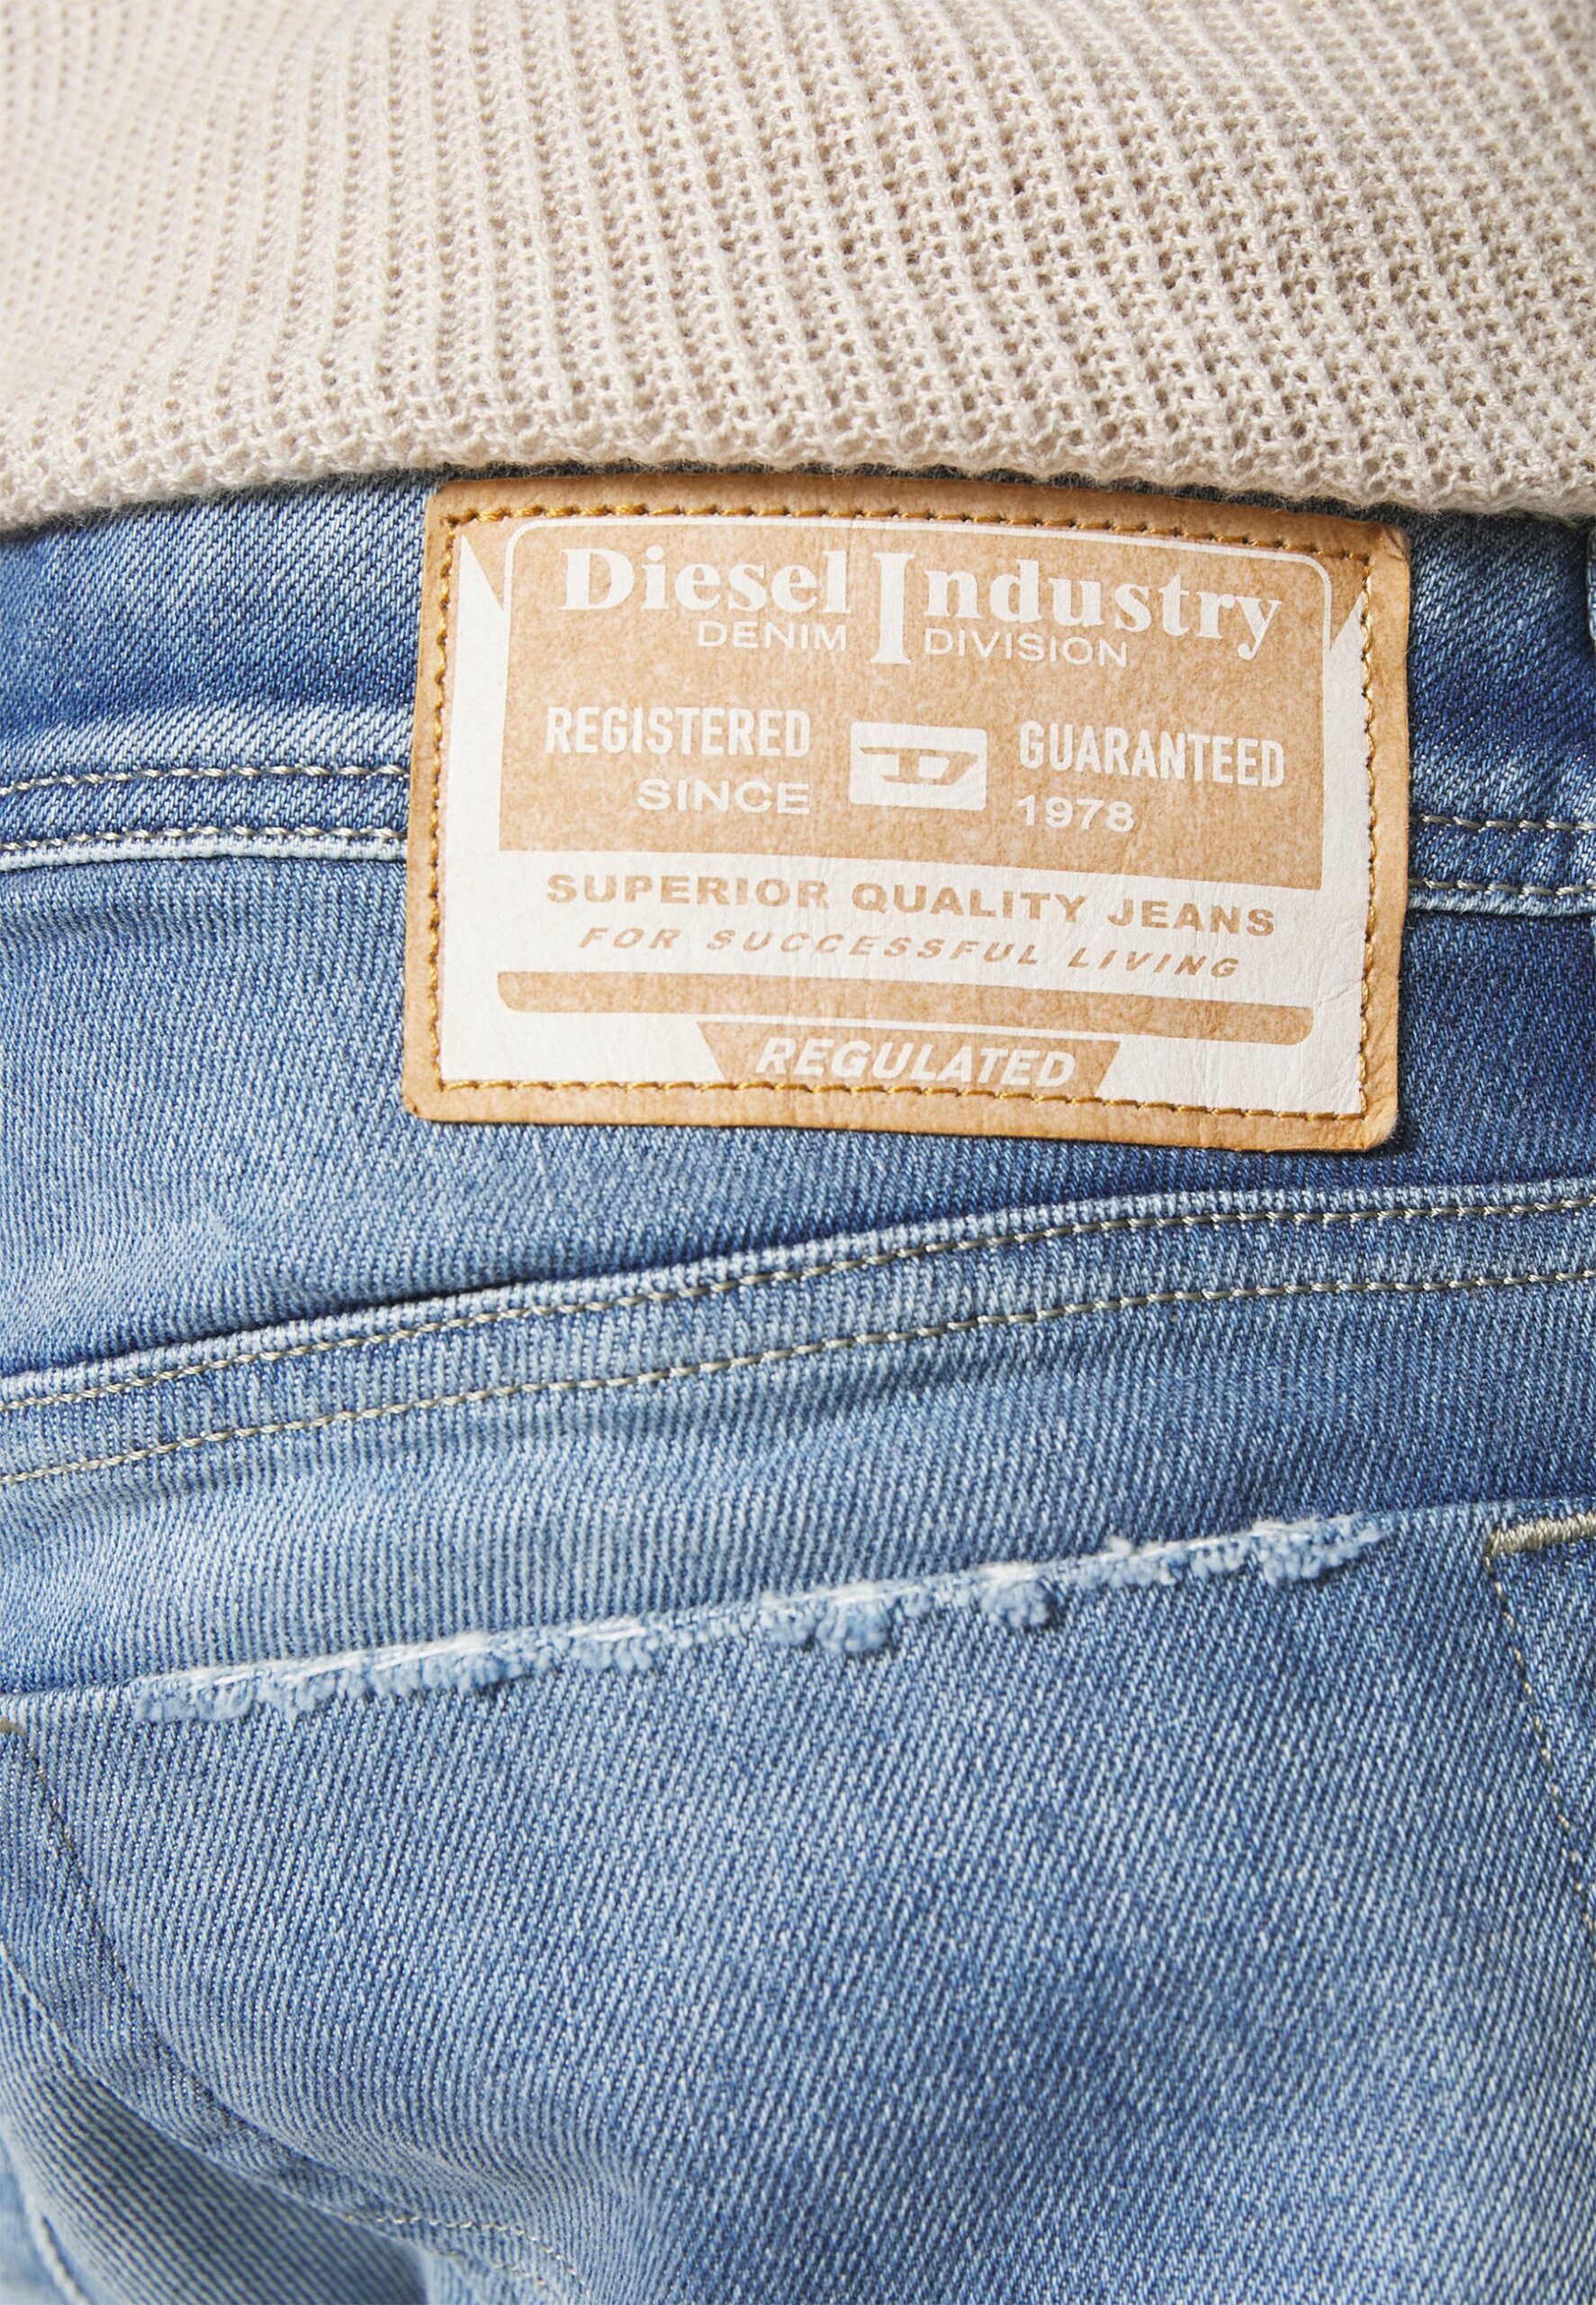 Diesel Industry
DENIM DIVISION
REGISTERED D GUARANTEED
SINCE 1978
SUPERIOR QUALITY JEANS
FOR SUCCESSFUL LIVING
REGULATED